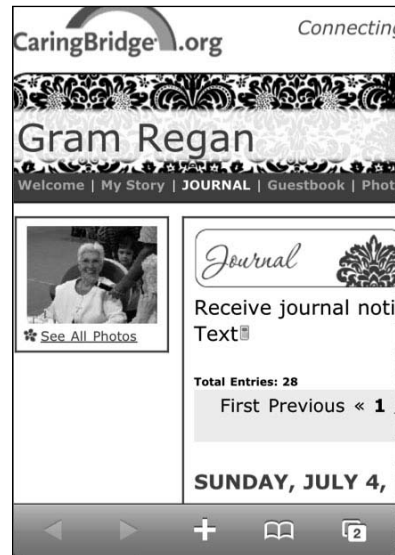 CaringBridge.org
Connecting
Gram Regan
Welcome | My Story | JOURNAL | Guestbook | Phot
Journal
Receive journal noti
Text
See All Photos
Total Entries: 28
First Previous « 1
SUNDAY, JULY 4,
2